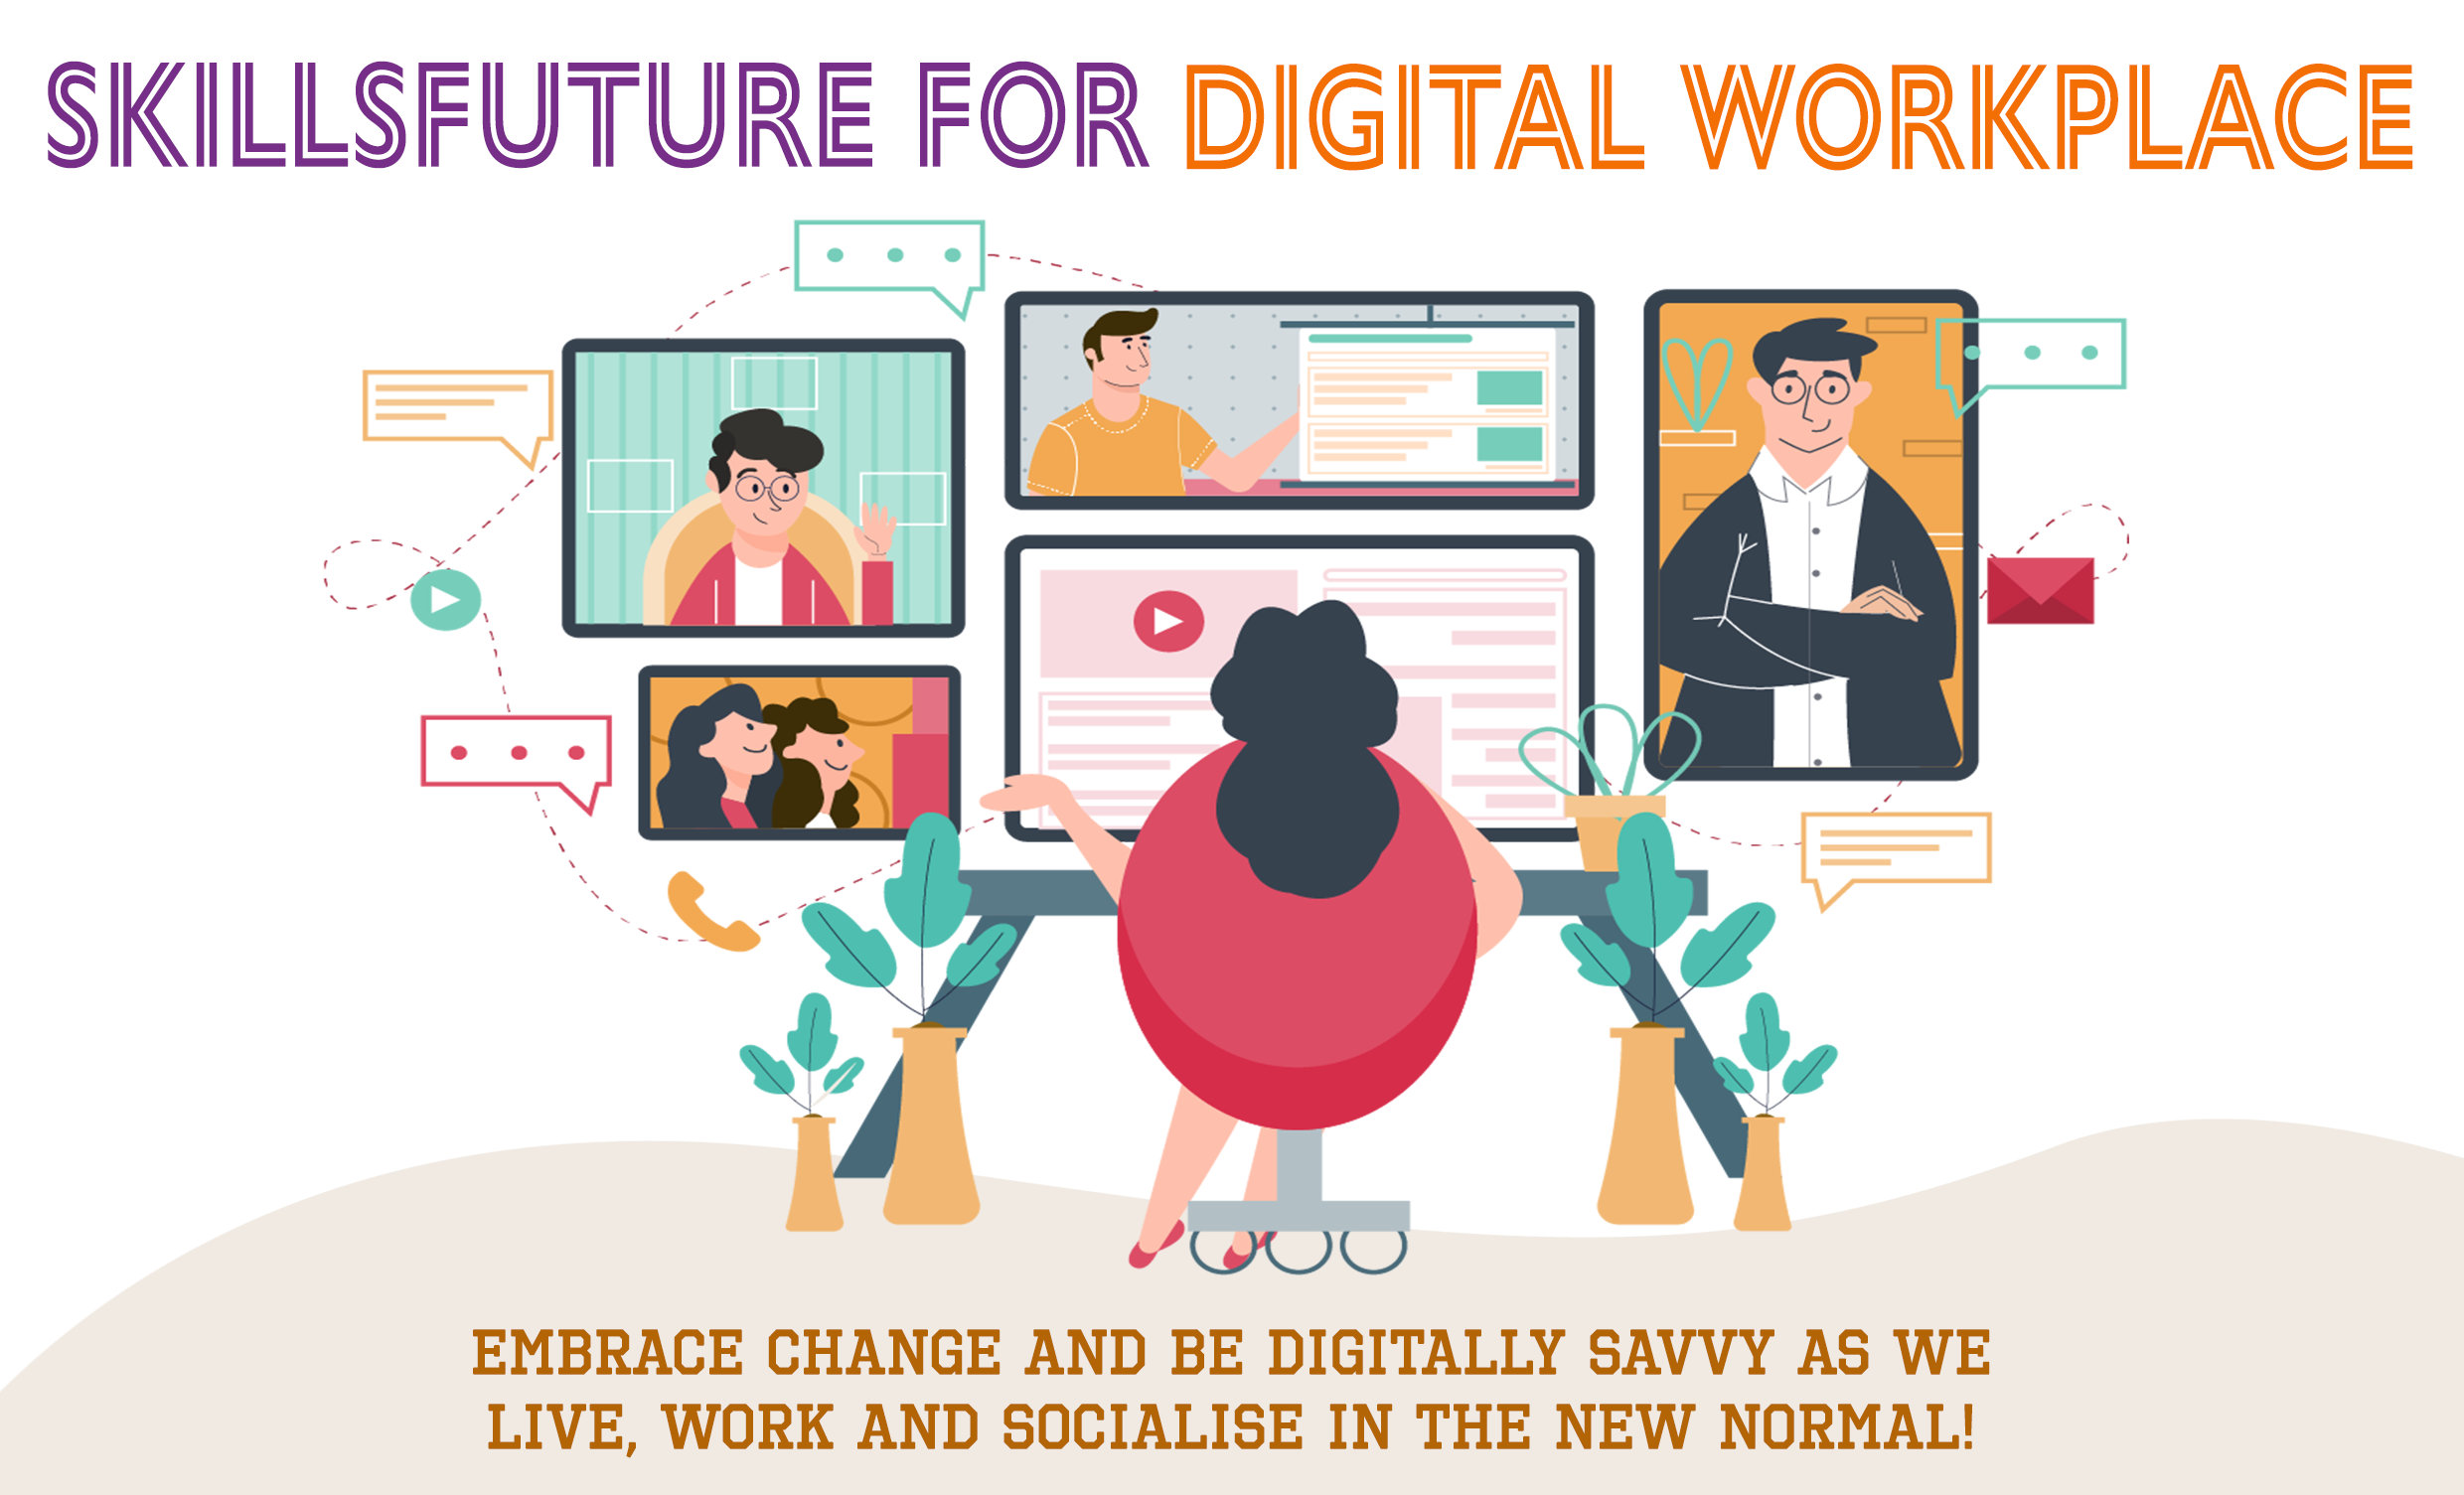 SKILLSFUTURE FOR DIGITAL WORKPLACE
EMBRACE CHANGE AND BE DIGITALLY SAVVY AS WE
LIVE, WORK AND SOCIALISE IN THE NEW NORMAL!